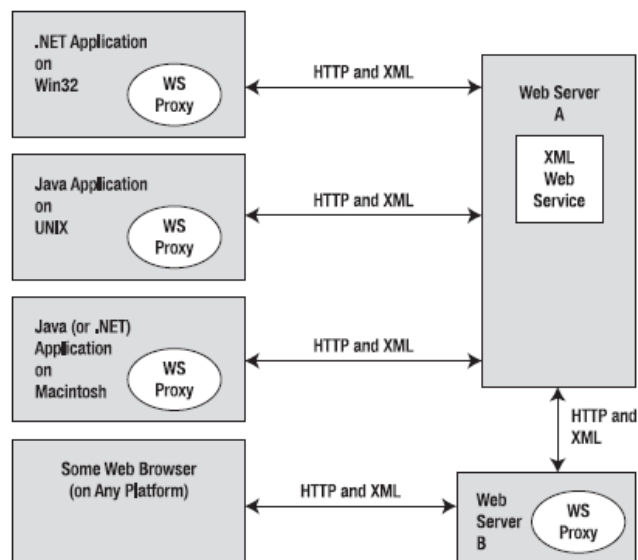 .NET Application
on
Win32
WS
Proxy
HTTP and XML
Web Server
A
XML
Web
Service
Java Application
on
UNIX
WS
Proxy
HTTP and XML
Java (or .NET)
Application
on
Macintosh
WS
Proxy
HTTP and XML
HTTP and
XML
Some Web Browser
(on Any Platform)
HTTP and XML
Web
Server
B
WS
Proxy